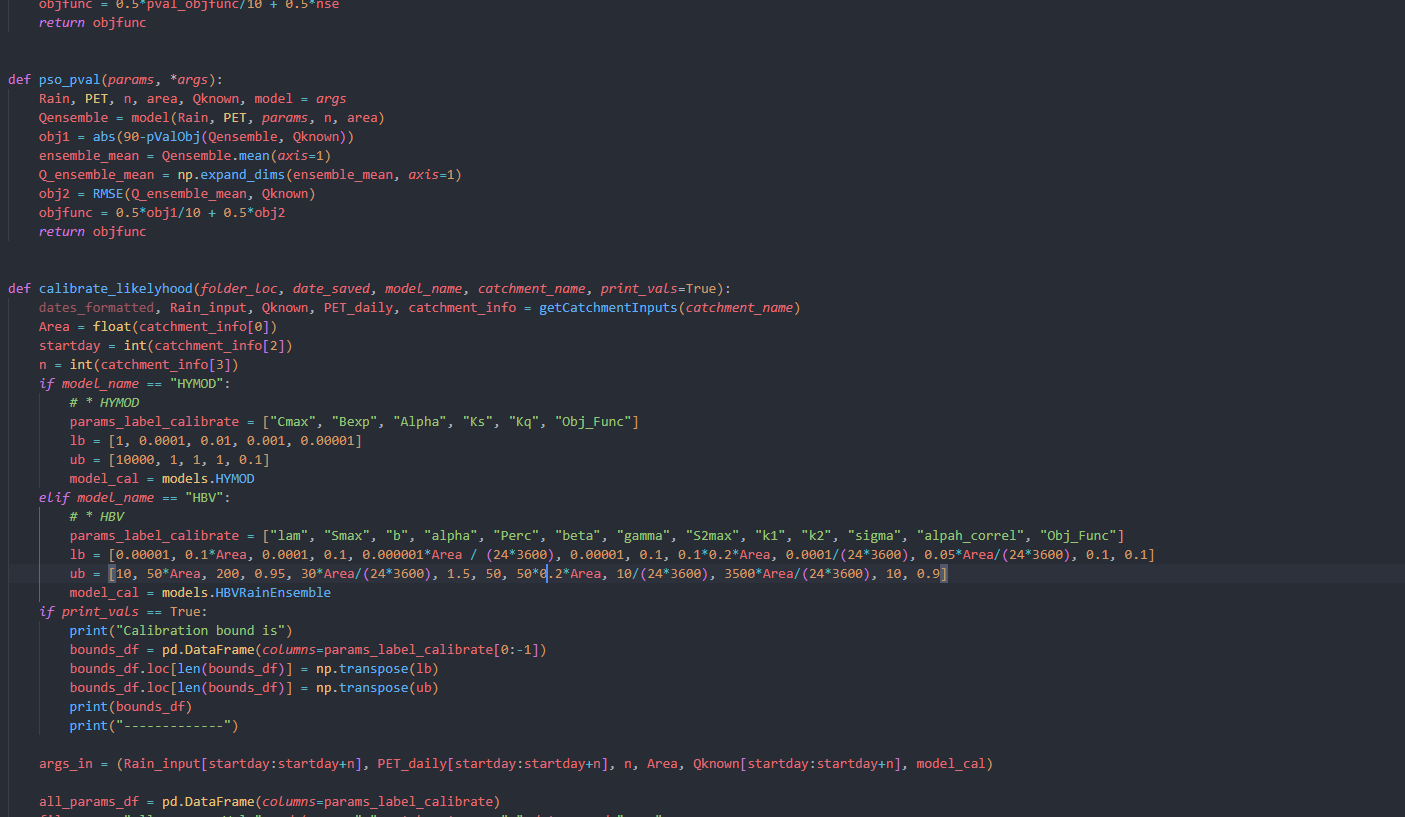 objfunc = 0.5*pval_objfunc/10 + 0.5*nse
return objfunc
def pso_pval(params, *args):
Rain, PET, n, area, Qknown, model = args
Qensemble = model(Rain, PET, params, n, area)
obj1 = abs(90-pValObj(Qensemble, Qknown))
ensemble_mean = Qensemble.mean(axis=1)
Q_ensemble_mean = np.expand_dims(ensemble_mean, axis=1)
obj2 = RMSE(Q_ensemble_mean, Qknown)
objfunc = 0.5*obj1/10 + 0.5*obj2
return objfunc
def calibrate_likelyhood(folder_loc, date_saved, model_name, catchment_name, print_vals=True):
dates_formatted, Rain_input, Qknown, PET_daily, catchment_info = getCatchmentInputs(catchment_name)
Area = float(catchment_info[0])
startday = int(catchment_info[2])
n = int(catchment_info[3])
if model_name == "HYMOD":
# * HYMOD
params_label_calibrate = ["Cmax", "Bexp", "Alpha", "Ks", "Kq", "Obj_Func"]
lb = [1, 0.0001, 0.01, 0.001, 0.00001]
ub = [10000, 1, 1, 1, 0.1]
model_cal = models.HYMOD
elif model_name == "HBV":
# * HBV
params_label_calibrate = ["lam", "Smax", "b", "alpha", "Perc", "beta", "gamma", "S2max", "k1", "k2", "sigma", "alpah_correl", "Obj_Func"]
lb = [0.00001, 0.1*Area, 0.0001, 0.1, 0.000001*Area / (24*3600), 0.00001, 0.1, 0.1*0.2*Area, 0.0001/(24*3600), 0.05*Area/(24*3600), 0.1, 0.1]
ub = [10, 50*Area, 200, 0.95, 30*Area/(24*3600), 1.5, 50, 50*0.2*Area, 10/(24*3600), 3500*Area/(24*3600), 10, 0.9]
model_cal = models.HBVRainEnsemble
if print_vals == True:
print("Calibration bound is")
bounds_df = pd.DataFrame(columns=params_label_calibrate[0:-1])
bounds_df.loc[len(bounds_df)] = np.transpose(lb)
bounds_df.loc[len(bounds_df)] = np.transpose(ub)
print(bounds_df)
print("-------------")
args_in = (Rain_input[startday:startday+n], PET_daily[startday:startday+n], n, Area, Qknown[startday:startday+n], model_cal)
all_params_df = pd.DataFrame(columns=params_label_calibrate)